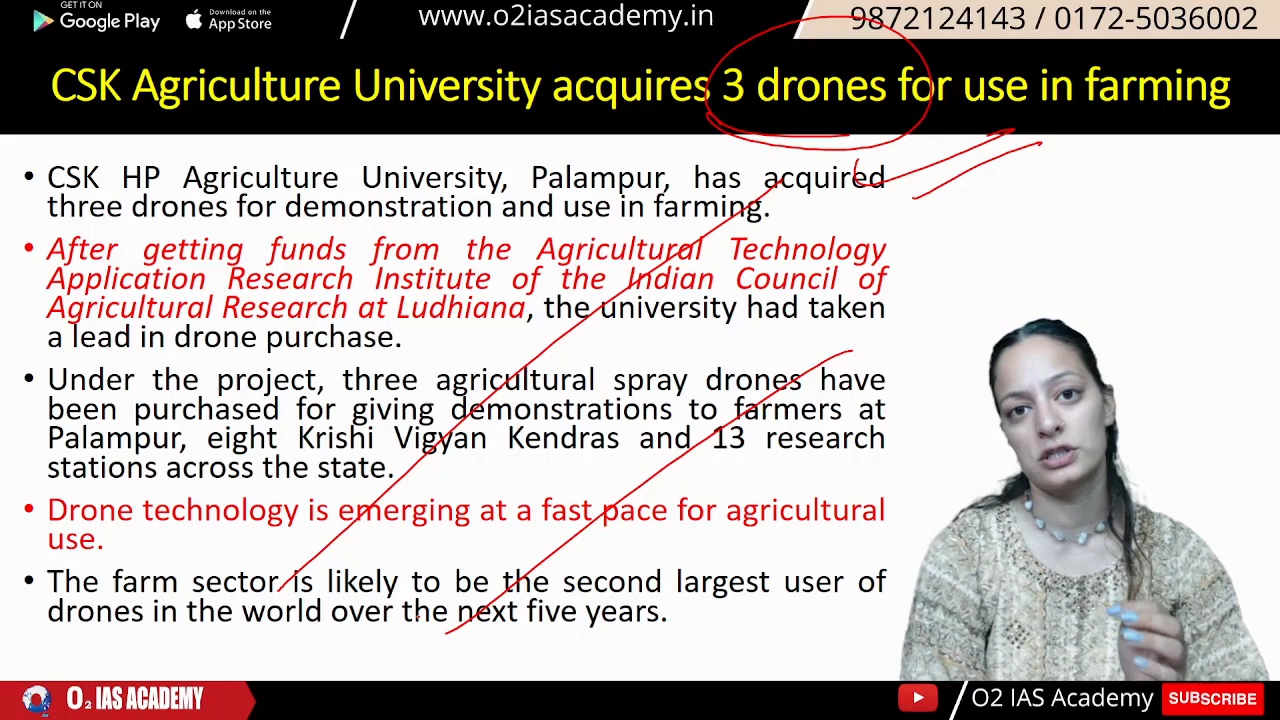 GET IT ON
Google Play
Download on the
App Store
www.o2iasacademy.in
9872124143 / 0172-5036002
CSK Agriculture University acquires 3 drones for use in farming
• CSK HP Agriculture University, Palampur, has acquired
three drones for demonstration and use in farming.
• After getting funds from the Agricultural Technology
Application Research Institute of the Indian Council of
Agricultural Research at Ludhiana, the university had taken
a lead in drone purchase.
• Under the project, three agricultural spray drones have
been purchased for giving demonstrations to farmers at
Palampur, eight Krishi Vigyan Kendras and 13 research
stations across the state.
• Drone technology is emerging at a fast pace for agricultural
use.
• The farm sector is likely to be the second largest user of
drones in the world over the next five years.
O2 IAS ACADEMY
O2 IAS Academy
SUBSCRIBE